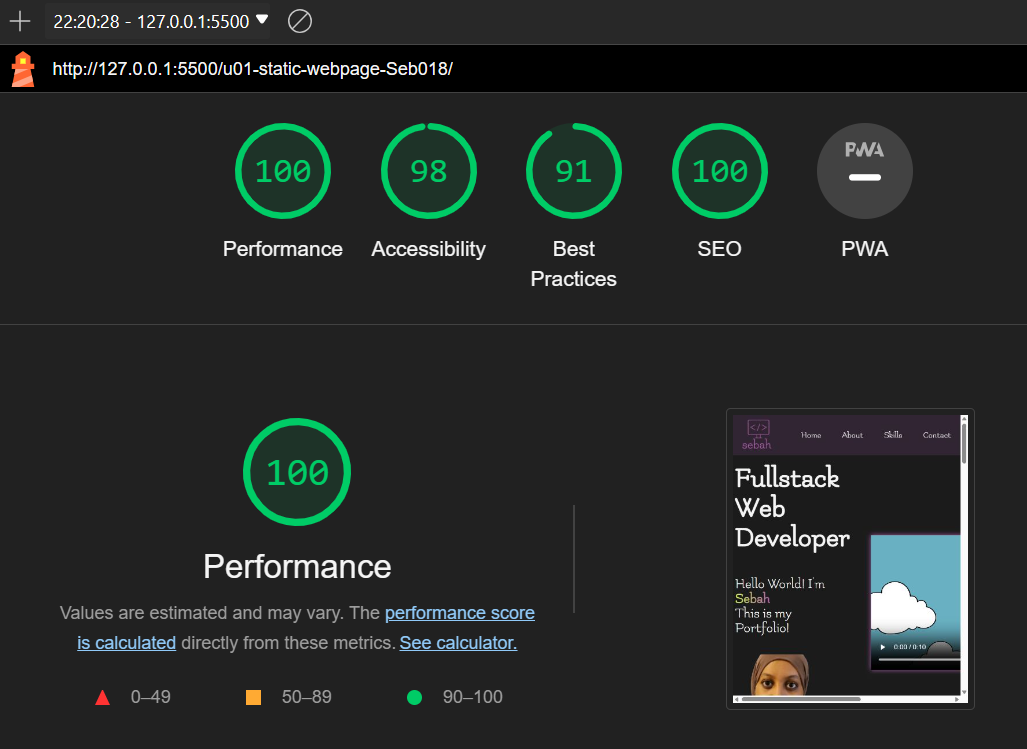 22:20:28 - 127.0.0.1:5500
http://127.0.0.1:5500/u01-static-webpage-Seb018/
100 98 91 100 PWA
Performance Accessibility Best Practices SEO PWA
100
Performance
Values are estimated and may vary. The performance score
is calculated directly from these metrics. See calculator.
0–49 50–89 90–100
</>
sebah
Home About Skills Contact
Fullstack
Web
Developer
Hello World! I'm
Sebah
This is my
Portfolio!
0:00 / 0:10